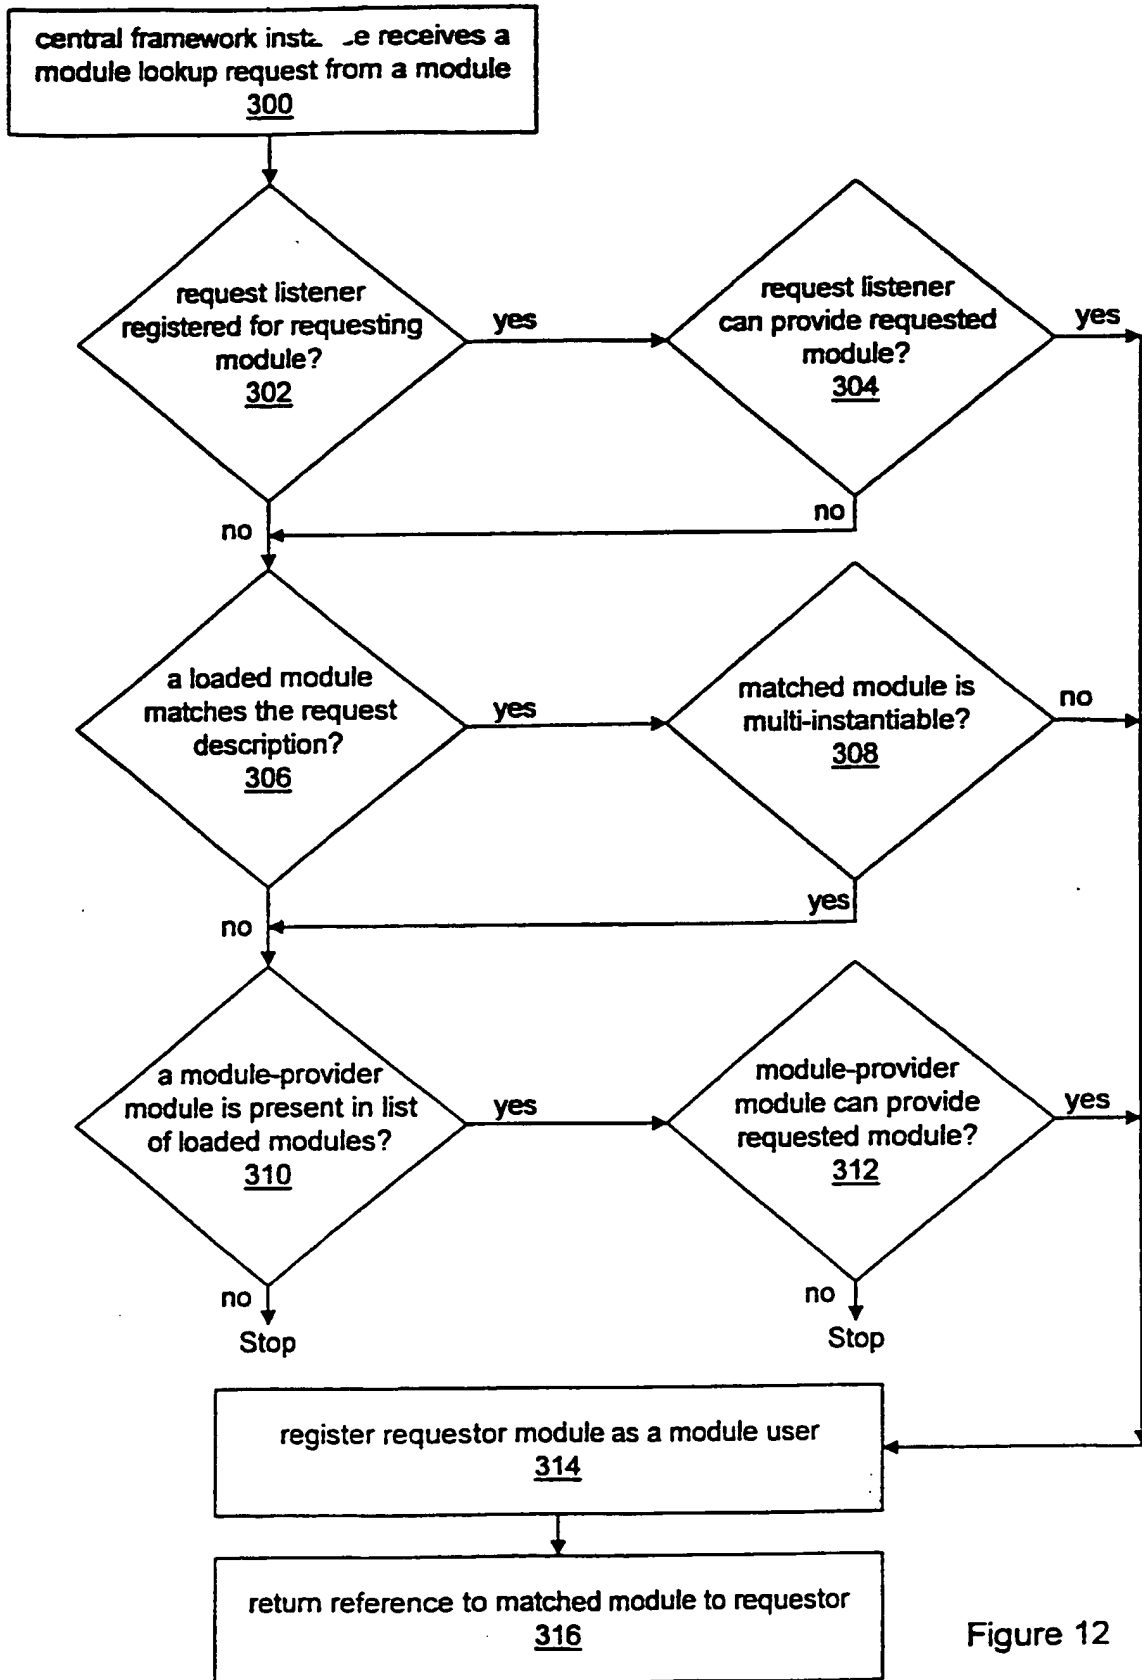 central framework receives a
module lookup request from a module
300
request listener
registered for requesting
module?
302
yes
request listener
can provide requested
module?
304
yes
no
no
a loaded module
matches the request
description?
306
yes
matched module is
multi-instantiable?
308
no
no
yes
a module-provider
module is present in list
of loaded modules?
310
yes
module-provider
module can provide
requested module?
312
yes
no
Stop
no
Stop
register requestor module as a module user
314
return reference to matched module to requestor
316
Figure 12